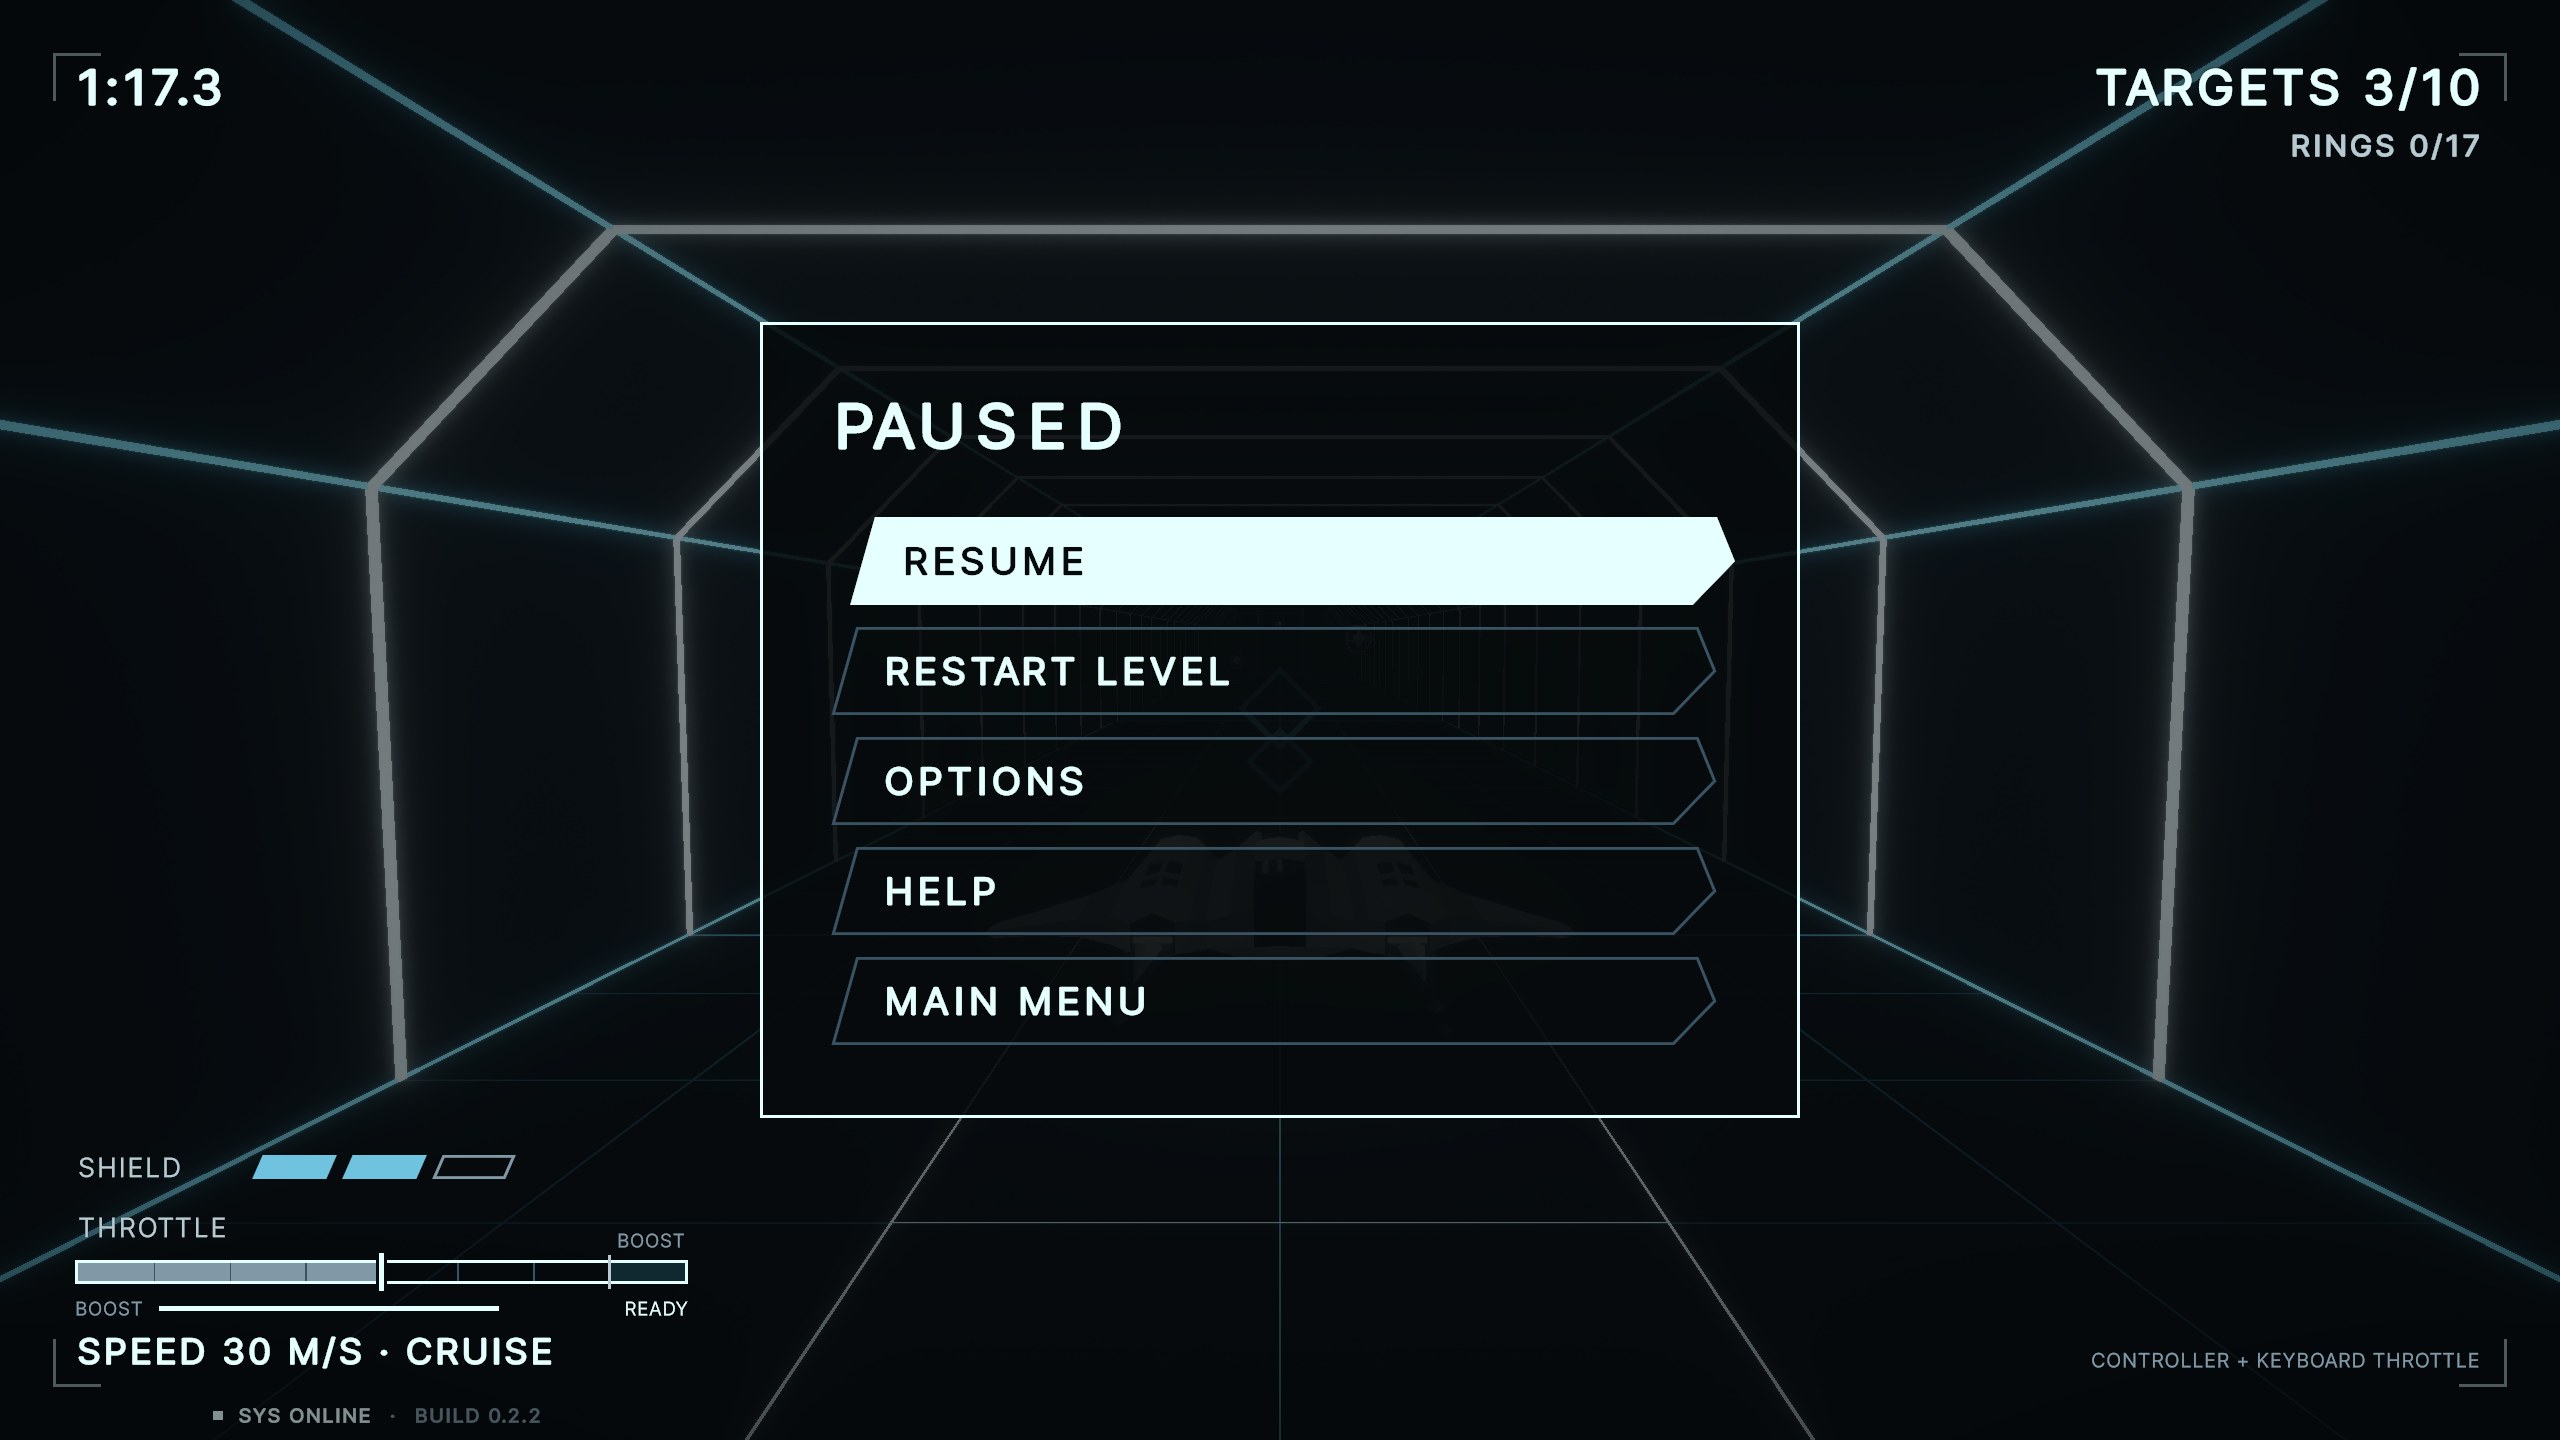 1:17.3
TARGETS 3/10
RINGS 0/17
PAUSED
RESUME
RESTART LEVEL
OPTIONS
HELP
MAIN MENU
SHIELD
THROTTLE
BOOST
BOOST READY
SPEED 30 M/S · CRUISE
CONTROLLER + KEYBOARD THROTTLE
SYS ONLINE · BUILD 0.2.2